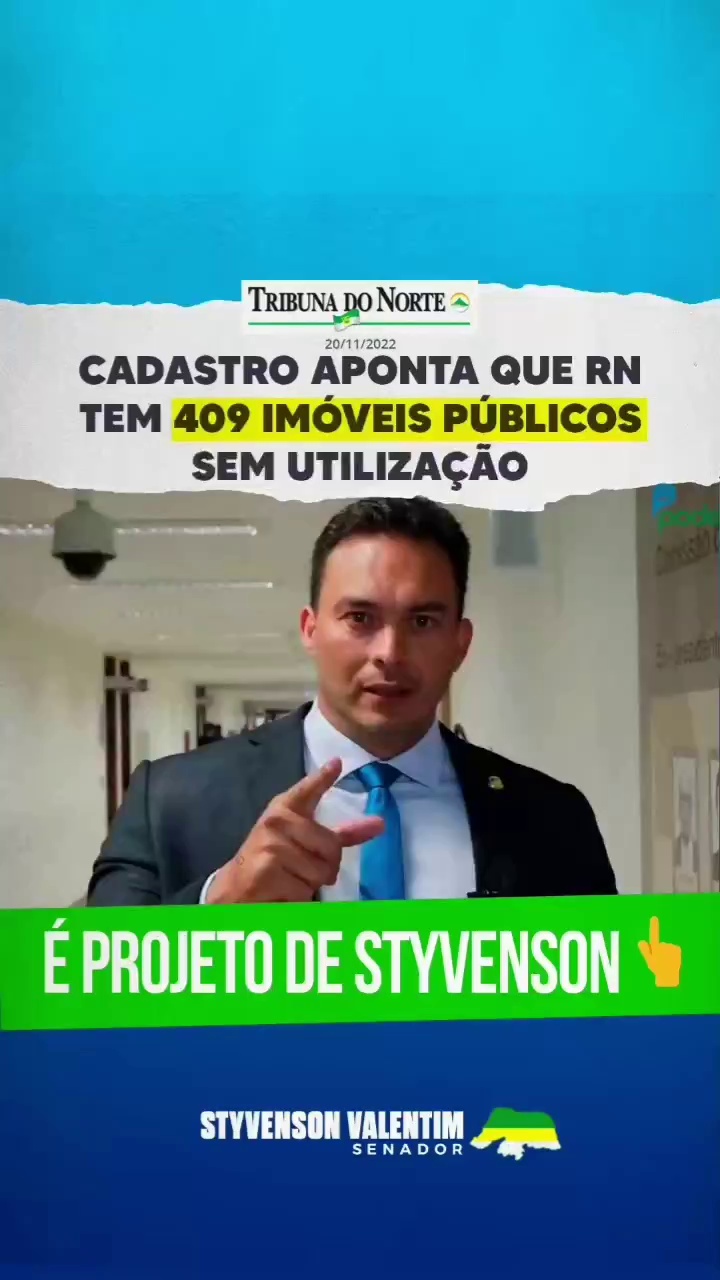 TRIBUNA DO NORTE
20/11/2022
CADASTRO APONTA QUE RN
TEM 409 IMÓVEIS PÚBLICOS
SEM UTILIZAÇÃO
É PROJETO DE STYVENSON
STYVENSON VALENTIM
SENADOR